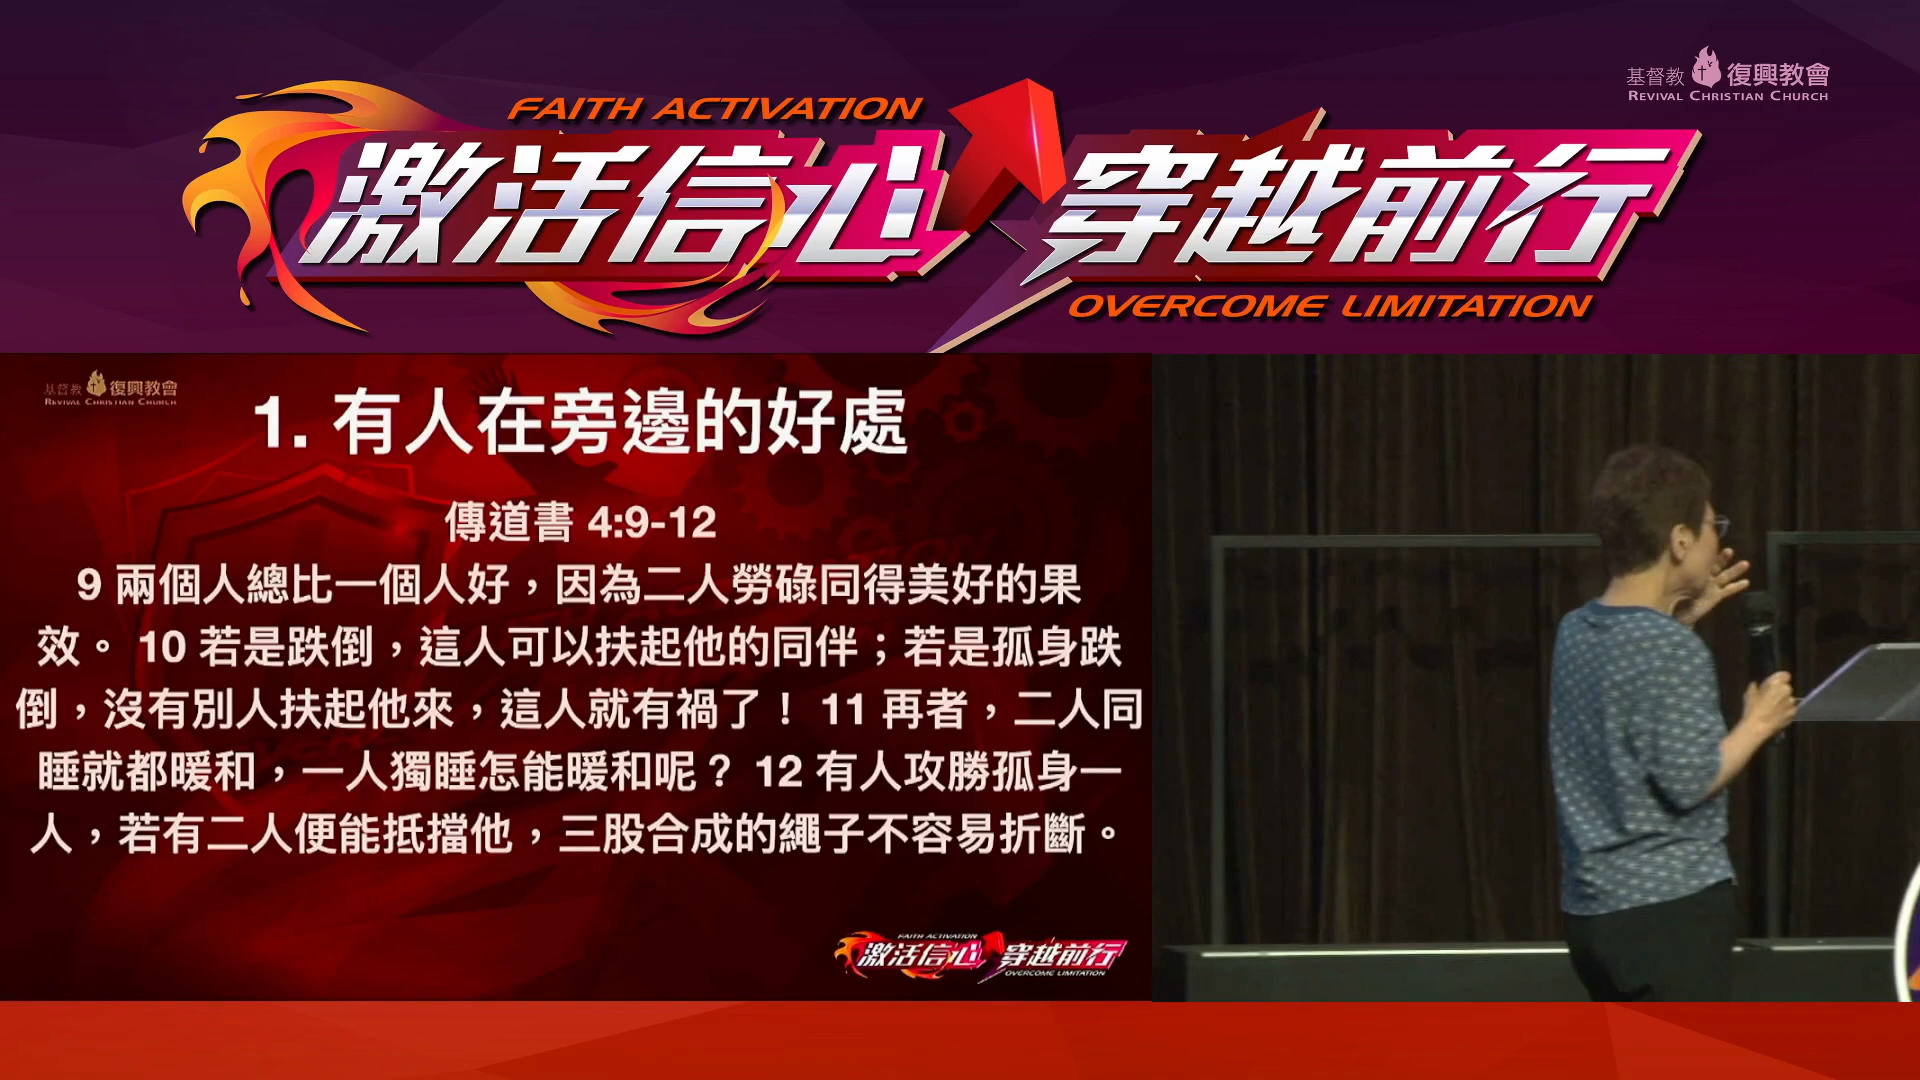 基督教 復興教會
REVIVAL CHRISTIAN CHURCH
FAITH ACTIVATION
激活信心 穿越前行
OVERCOME LIMITATION
基督教 復興教會
REVIVAL CHRISTIAN CHURCH
1. 有人在旁邊的好處
傳道書 4:9-12
9 兩個人總比一個人好，因為二人勞碌同得美好的果
效。 10 若是跌倒，這人可以扶起他的同伴；若是孤身跌
倒，沒有別人扶起他來，這人就有禍了！ 11 再者，二人同
睡就都暖和，一人獨睡怎能暖和呢？ 12 有人攻勝孤身一
人，若有二人便能抵擋他，三股合成的繩子不容易折斷。
FAITH ACTIVATION
激活信心 穿越前行
OVERCOME LIMITATION